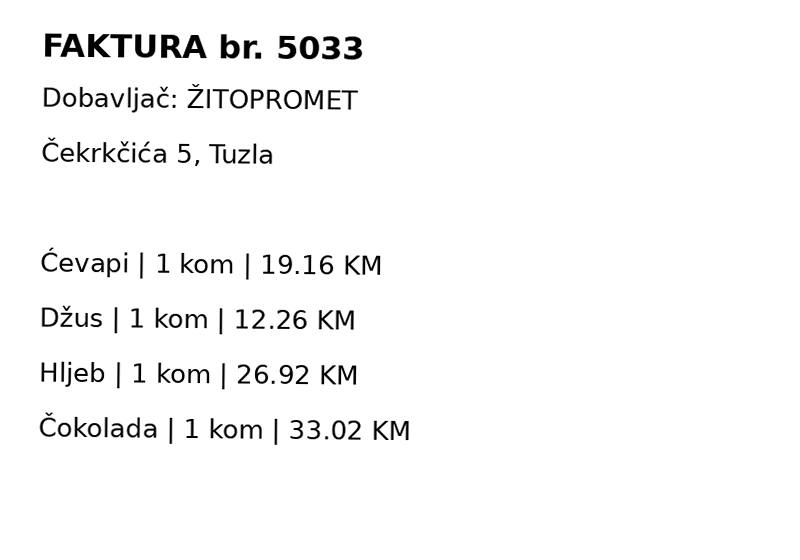 FAKTURA br. 5033
Dobavljač: ŽITOPROMET
Čekrkčića 5, Tuzla
Ćevapi | 1 kom | 19.16 KM
Džus | 1 kom | 12.26 KM
Hljeb | 1 kom | 26.92 KM
Čokolada | 1 kom | 33.02 KM